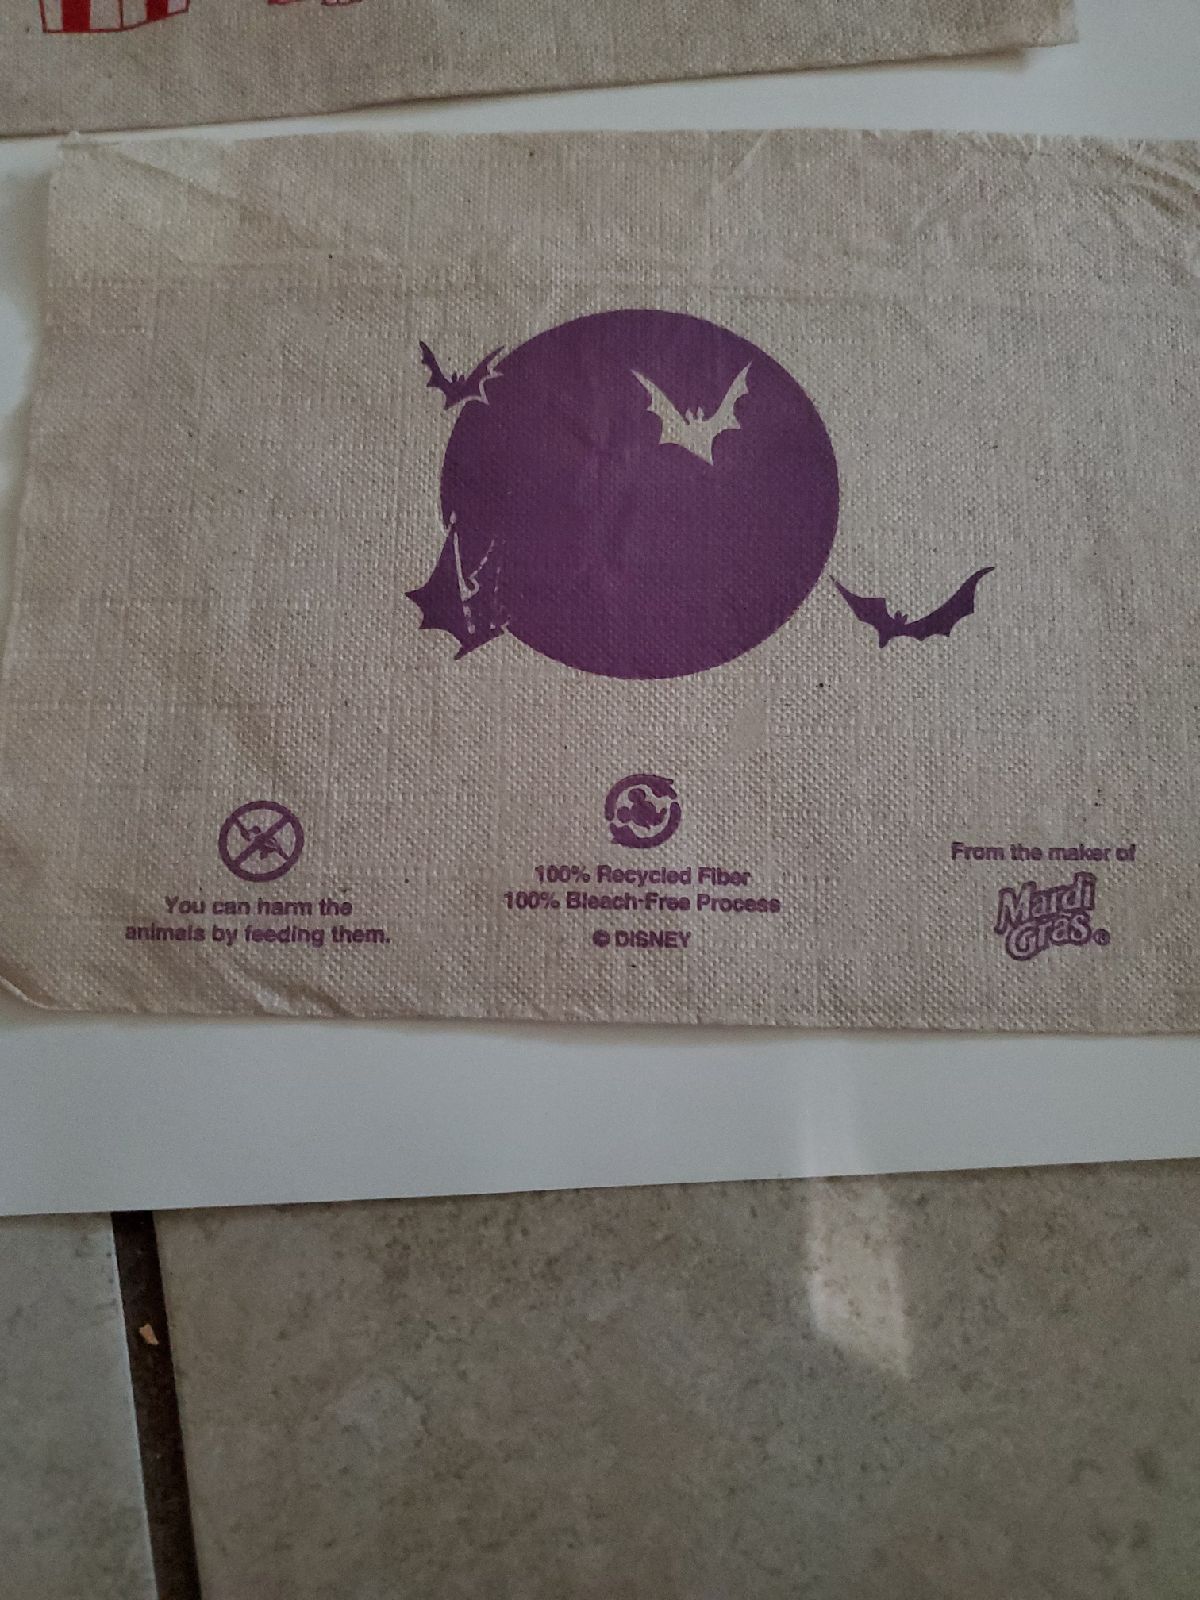 You can harm the
animals by feeding them.
100% Recycled Fiber
100% Bleach-Free Process
© DISNEY
From the maker of
Mardi
Gras®